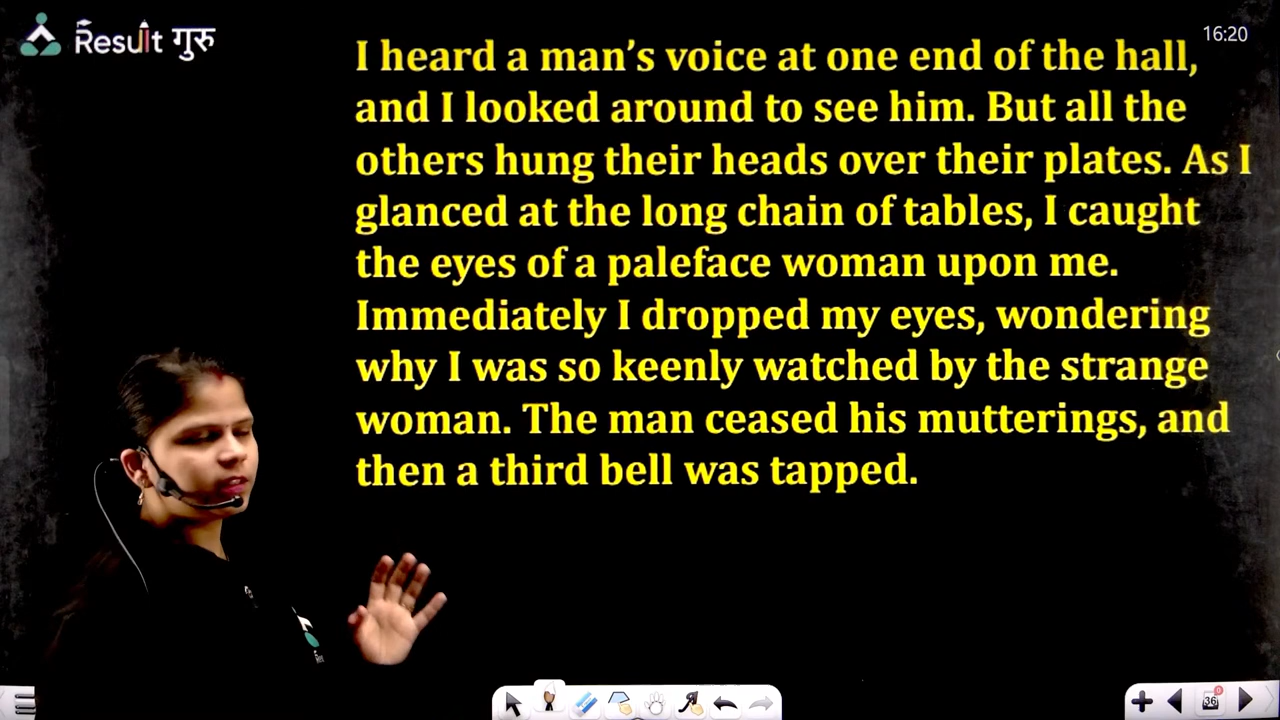 Result गुरु
16:20
I heard a man’s voice at one end of the hall,
and I looked around to see him. But all the
others hung their heads over their plates. As I
glanced at the long chain of tables, I caught
the eyes of a paleface woman upon me.
Immediately I dropped my eyes, wondering
why I was so keenly watched by the strange
woman. The man ceased his mutterings, and
then a third bell was tapped.
36